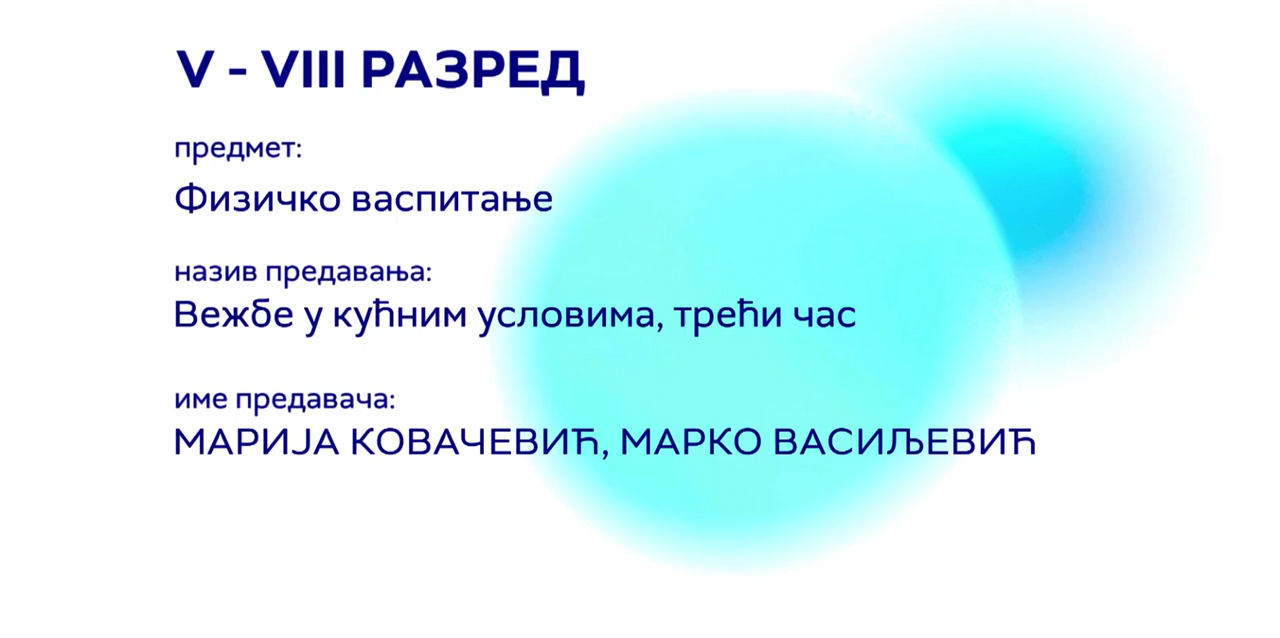 V - VIII РАЗРЕД
предмет:
Физичко васпитање
назив предавања:
Вежбе у кућним условима, трећи час
име предавача:
МАРИЈА КОВАЧЕВИЋ, МАРКО ВАСИЉЕВИЋ